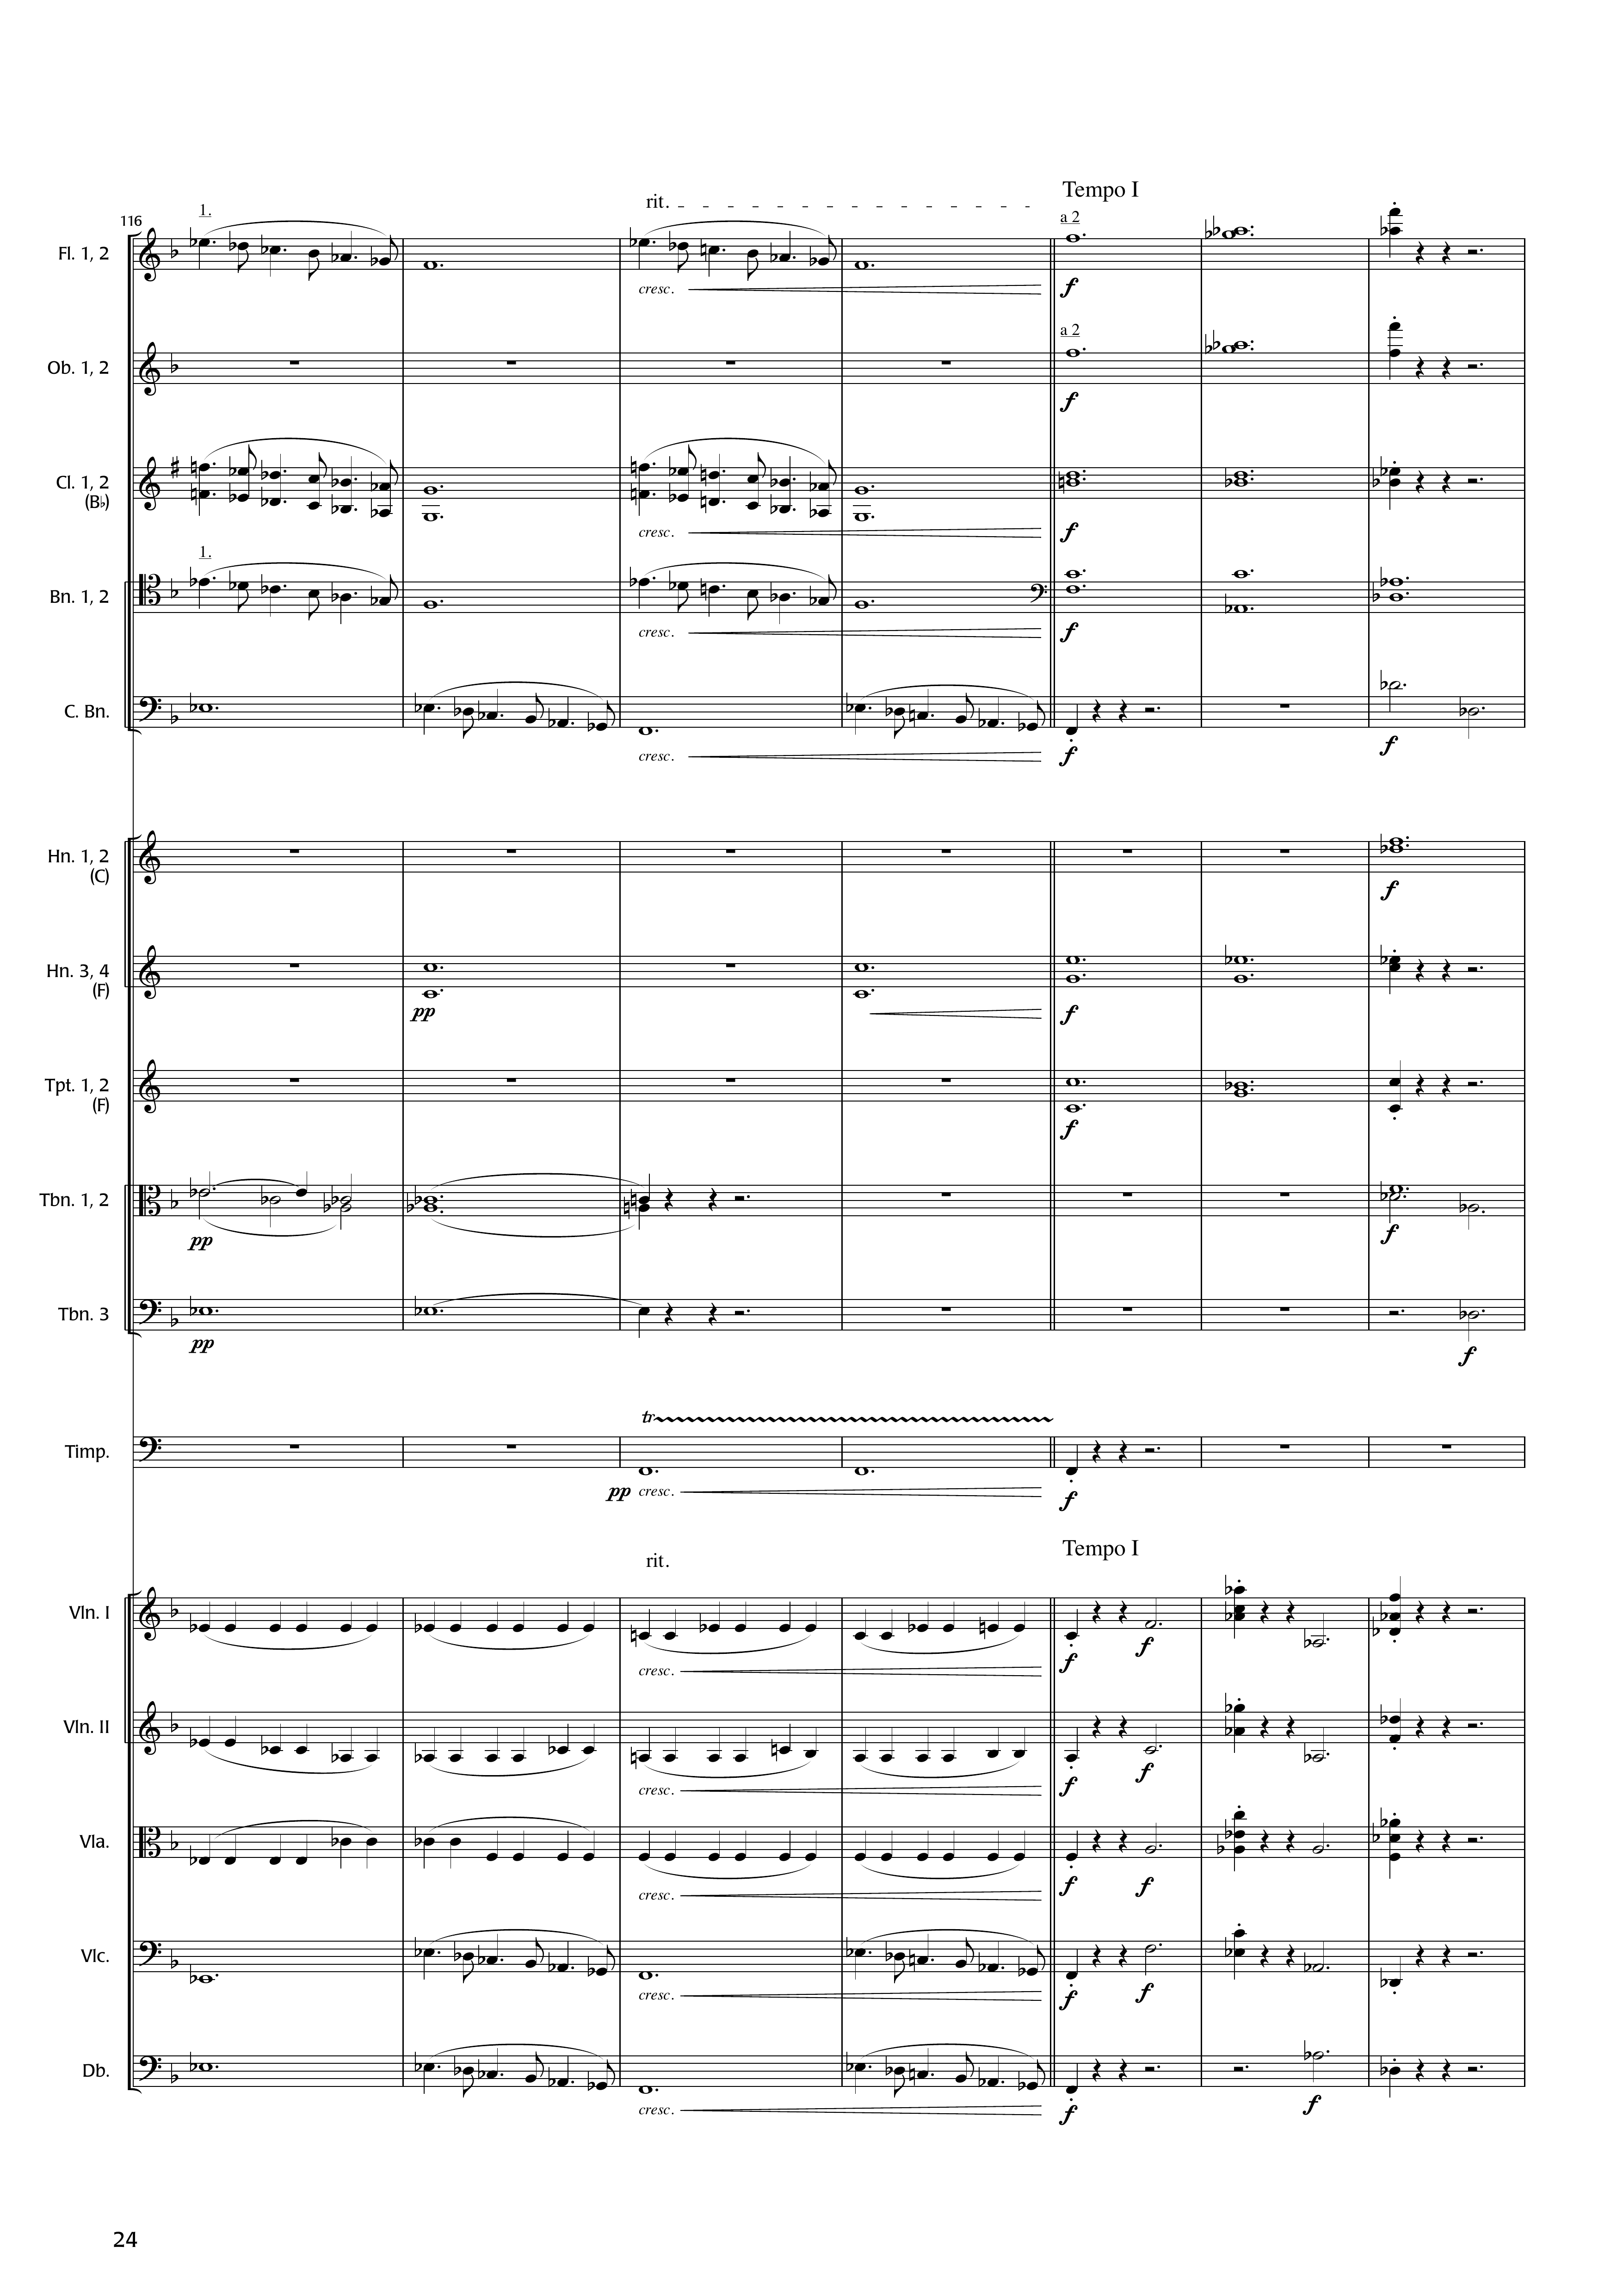 Tempo I
rit.
1.
116
a 2
Fl. 1, 2
cresc.
f
a 2
Ob. 1, 2
f
Cl. 1, 2
(B♭)
cresc.
f
1.
Bn. 1, 2
cresc.
f
C. Bn.
cresc.
f
f
Hn. 1, 2
(C)
f
Hn. 3, 4
(F)
pp
f
Tpt. 1, 2
(F)
f
Tbn. 1, 2
pp
f
Tbn. 3
pp
f
tr
Timp.
pp cresc.
f
Tempo I
rit.
Vln. I
f
f
cresc.
Vln. II
f
f
cresc.
Vla.
f
f
cresc.
Vlc.
f
f
cresc.
Db.
f
f
cresc.
24